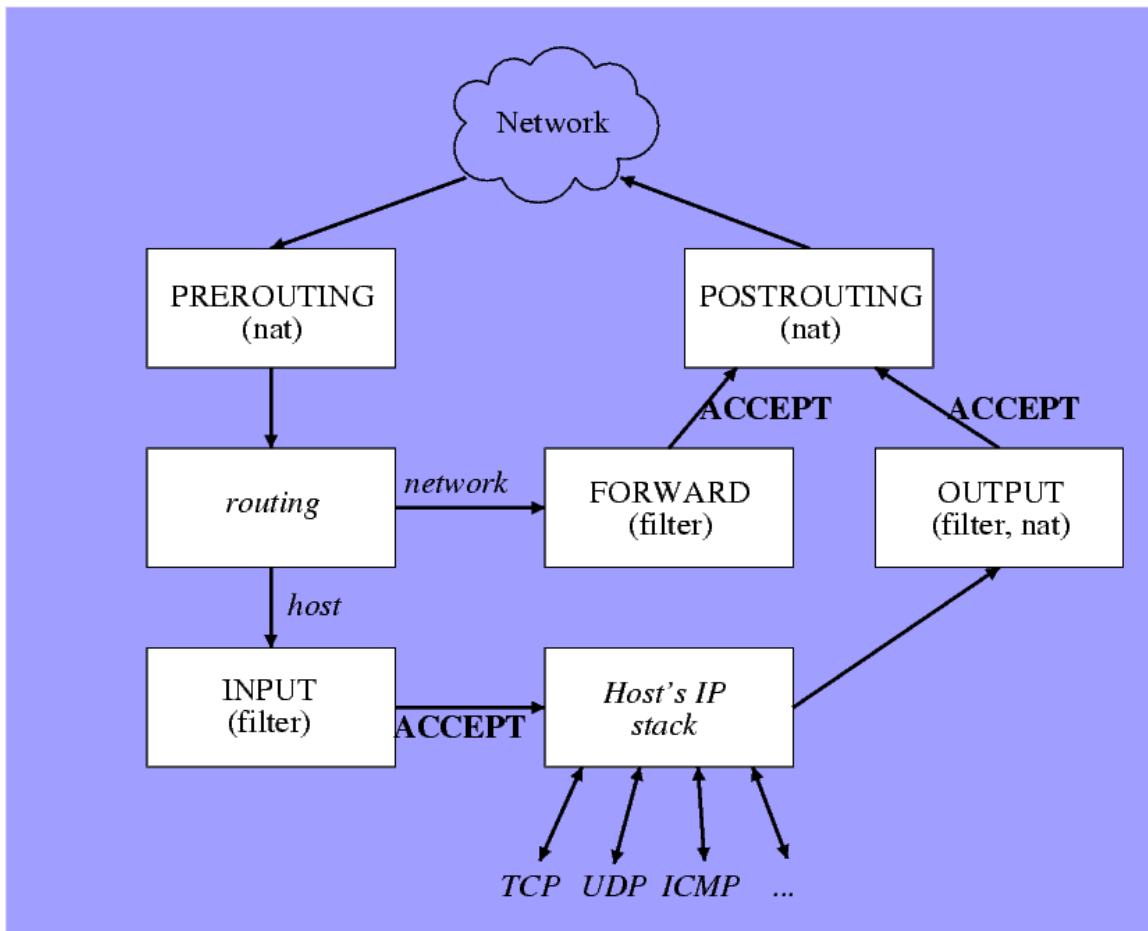 Network
PREROUTING
(nat)
POSTROUTING
(nat)
ACCEPT
ACCEPT
routing
network
FORWARD
(filter)
OUTPUT
(filter, nat)
host
INPUT
(filter)
ACCEPT
Host's IP
stack
TCP UDP ICMP ...